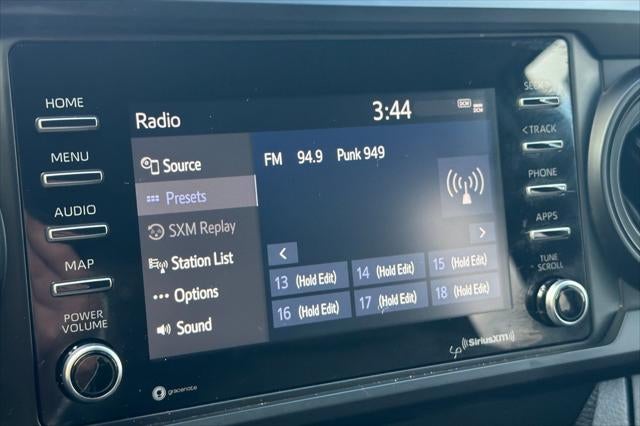 HOME
MENU
AUDIO
MAP
POWER
VOLUME
Radio
3:44
DCM
DCM
Source
Presets
SXM Replay
Station List
Options
Sound
FM 94.9 Punk 949
<
>
13 (Hold Edit)
14 (Hold Edit)
15 (Hold Edit)
16 (Hold Edit)
17 (Hold Edit)
18 (Hold Edit)
SEEK >
< TRACK
PHONE
APPS
TUNE
SCROLL
gracenote
SiriusXM